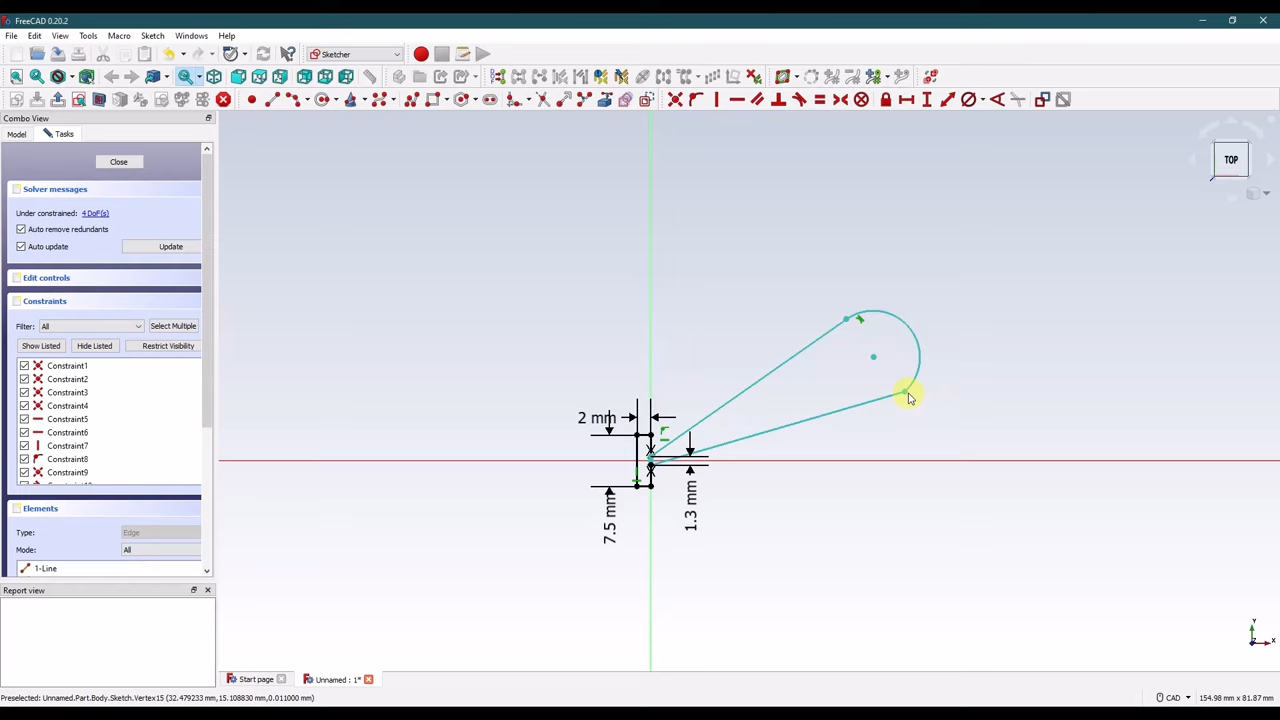 FreeCAD 0.20.2
File Edit View Tools Macro Sketch Windows Help
Sketcher
Combo View
Model Tasks
Close
Solver messages
Under constrained: 4 DoF(s)
Auto remove redundants
Auto update Update
Edit controls
Constraints
Filter: All Select Multiple
Show Listed Hide Listed Restrict Visibility
Constraint1
Constraint2
Constraint3
Constraint4
Constraint5
Constraint6
Constraint7
Constraint8
Constraint9
Elements
Type: Edge
Mode: All
1-Line
Report view
TOP
2 mm
7.5 mm
1.3 mm
Y
X
Start page Unnamed : 1*
Preselected: Unnamed.Part.Body.Sketch.Vertex15 (32.479233 mm,15.108830 mm,0.011000 mm)
CAD 154.98 mm x 81.87 mm